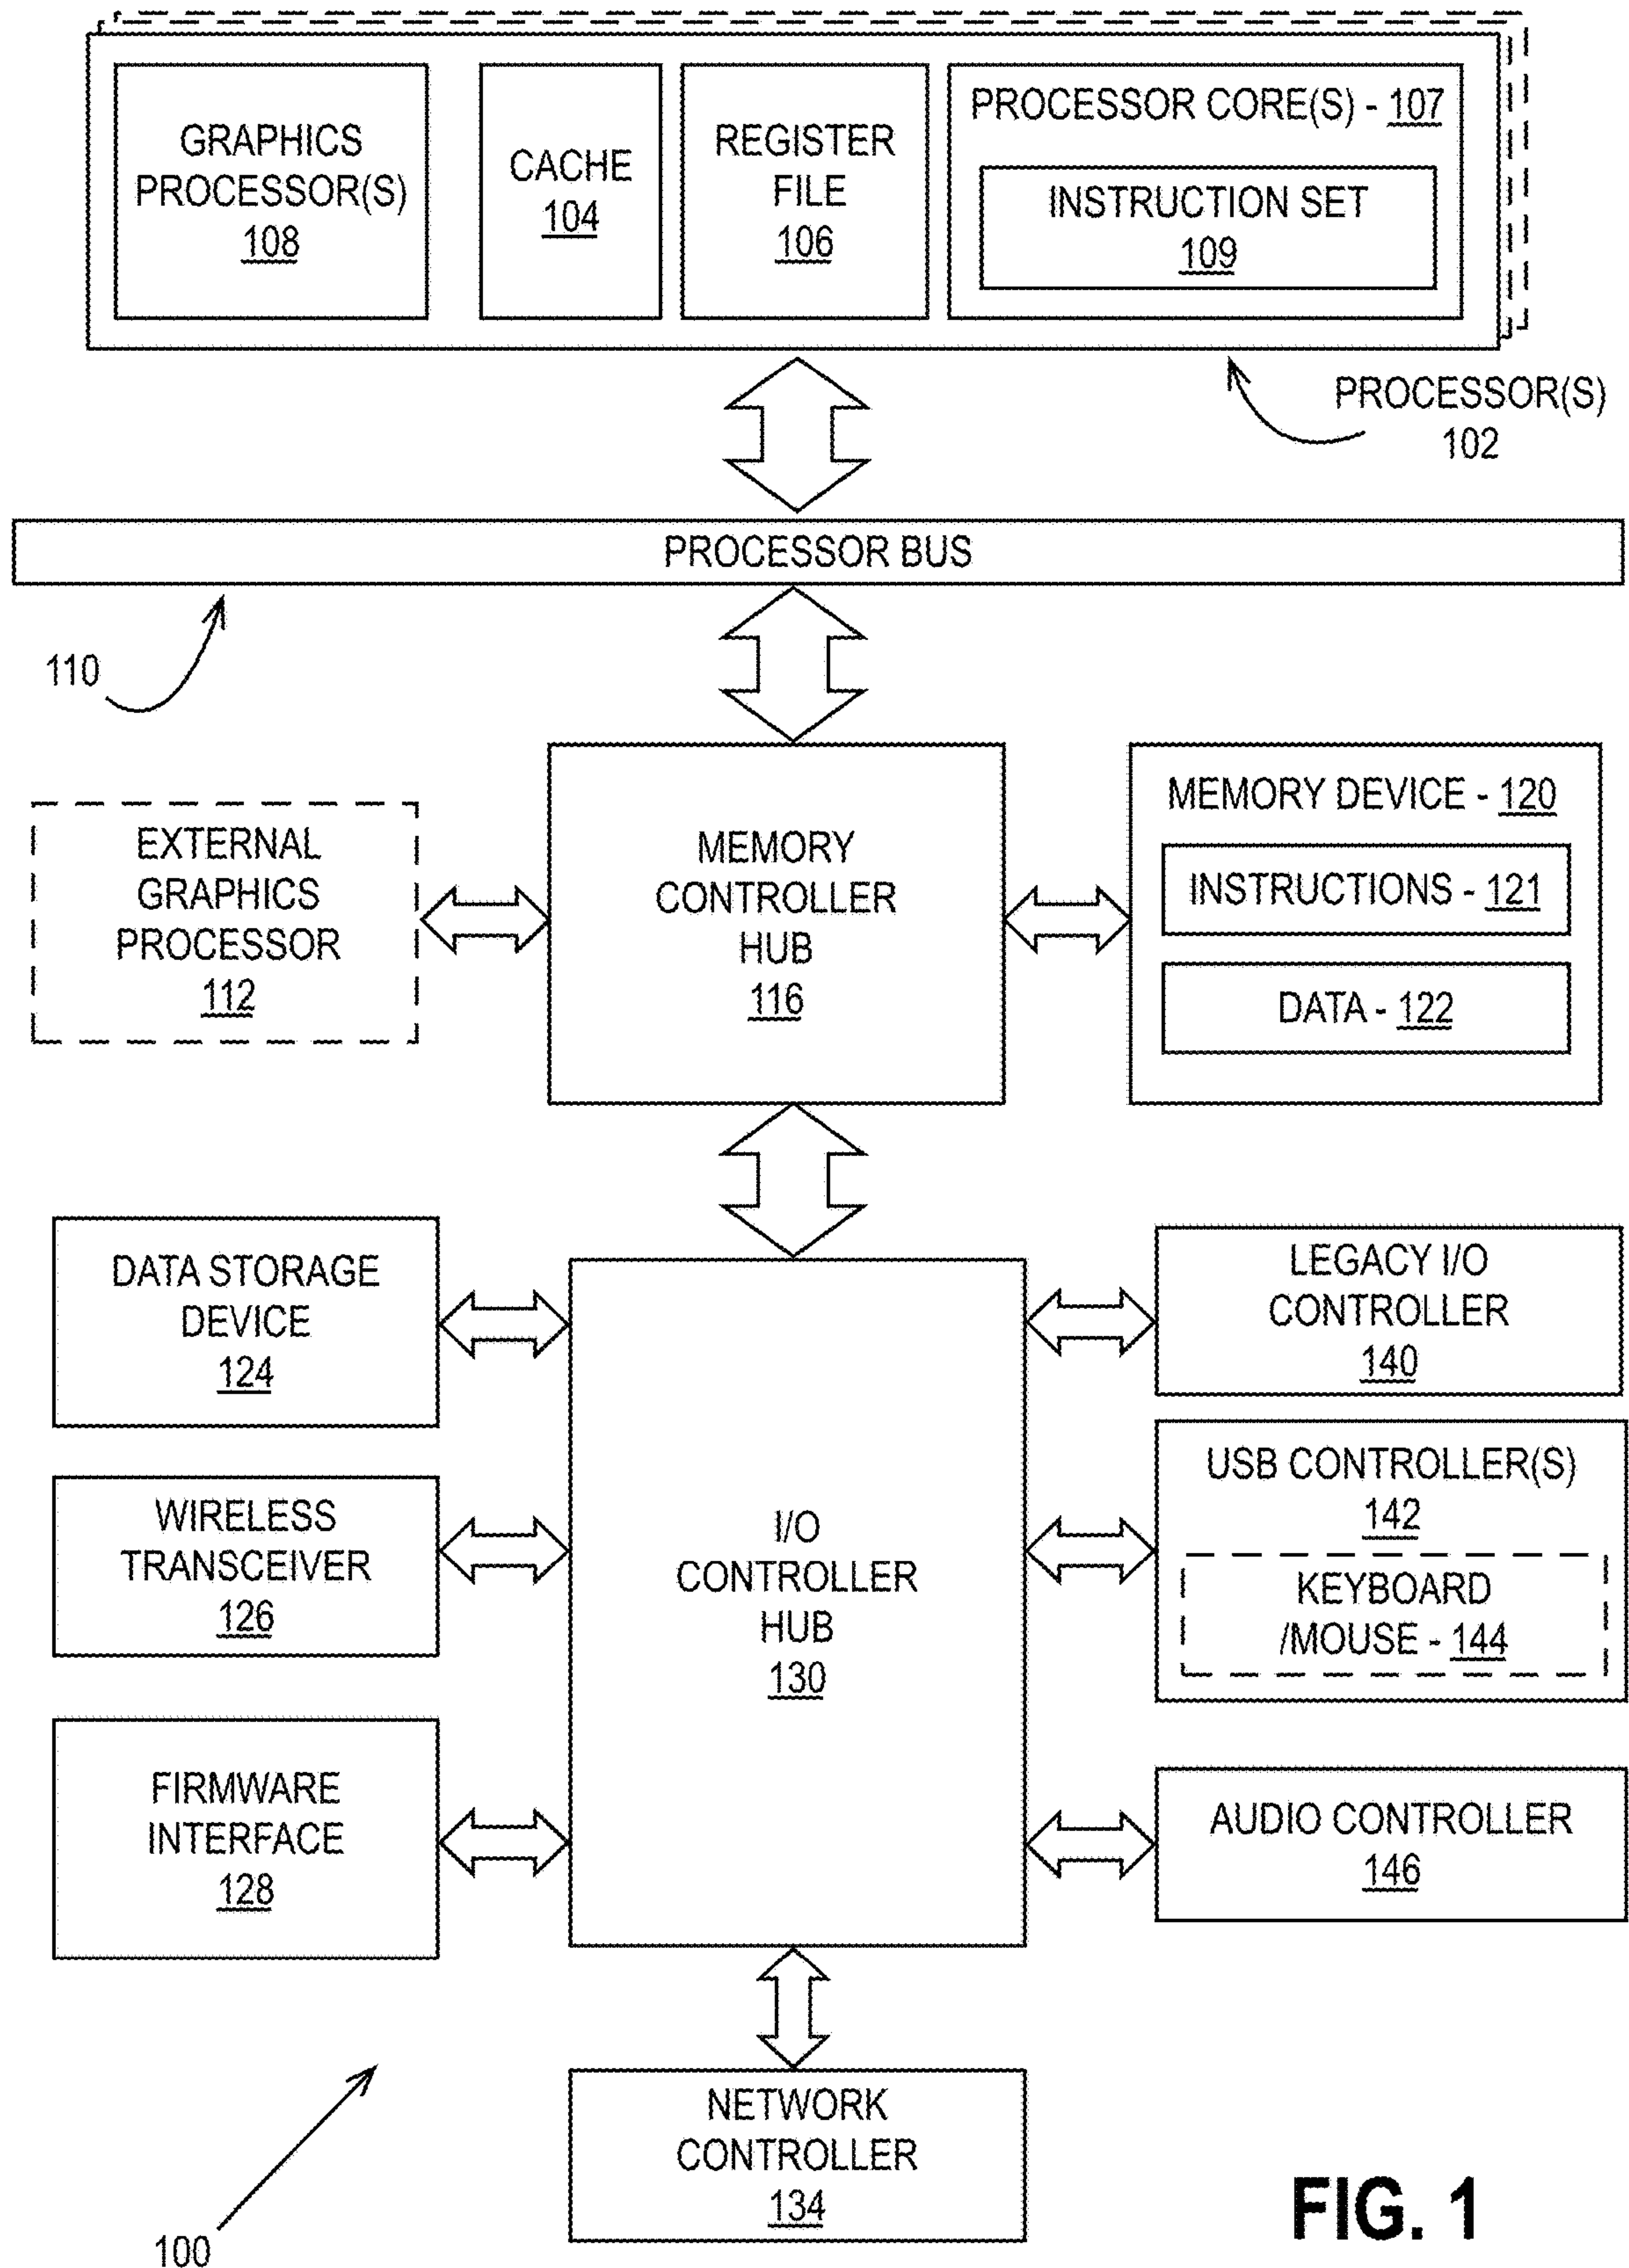 GRAPHICS
PROCESSOR(S)
108
CACHE
104
REGISTER
FILE
106
PROCESSOR CORE(S) - 107
INSTRUCTION SET
109
PROCESSOR(S)
102
PROCESSOR BUS
110
EXTERNAL
GRAPHICS
PROCESSOR
112
MEMORY
CONTROLLER
HUB
116
MEMORY DEVICE - 120
INSTRUCTIONS - 121
DATA - 122
DATA STORAGE
DEVICE
124
WIRELESS
TRANSCEIVER
126
FIRMWARE
INTERFACE
128
I/O
CONTROLLER
HUB
130
LEGACY I/O
CONTROLLER
140
USB CONTROLLER(S)
142
KEYBOARD
/MOUSE - 144
AUDIO CONTROLLER
146
NETWORK
CONTROLLER
134
100
FIG. 1